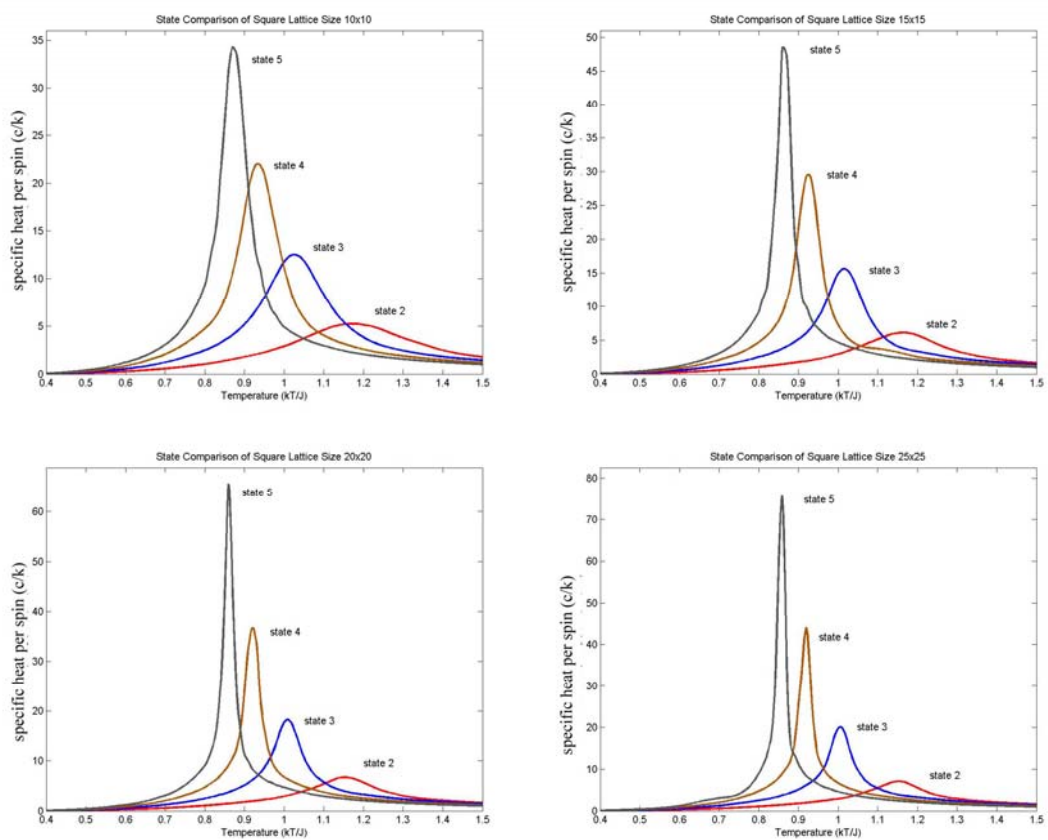 State Comparison of Square Lattice Size 10x10
35
30
25
20
15
10
5
0
specific heat per spin (c/k)
state 5
state 4
state 3
state 2
0.4 0.5 0.6 0.7 0.8 0.9 1 1.1 1.2 1.3 1.4 1.5
Temperature (kT/J)
State Comparison of Square Lattice Size 15x15
50
45
40
35
30
25
20
15
10
5
0
specific heat per spin (c/k)
state 5
state 4
state 3
state 2
0.4 0.5 0.6 0.7 0.8 0.9 1 1.1 1.2 1.3 1.4 1.5
Temperature (kT/J)
State Comparison of Square Lattice Size 20x20
60
50
40
30
20
10
0
specific heat per spin (c/k)
state 5
state 4
state 3
state 2
0.4 0.5 0.6 0.7 0.8 0.9 1 1.1 1.2 1.3 1.4 1.5
Temperature (kT/J)
State Comparison of Square Lattice Size 25x25
80
70
60
50
40
30
20
10
0
specific heat per spin (c/k)
state 5
state 4
state 3
state 2
0.4 0.5 0.6 0.7 0.8 0.9 1 1.1 1.2 1.3 1.4 1.5
Temperature (kT/J)